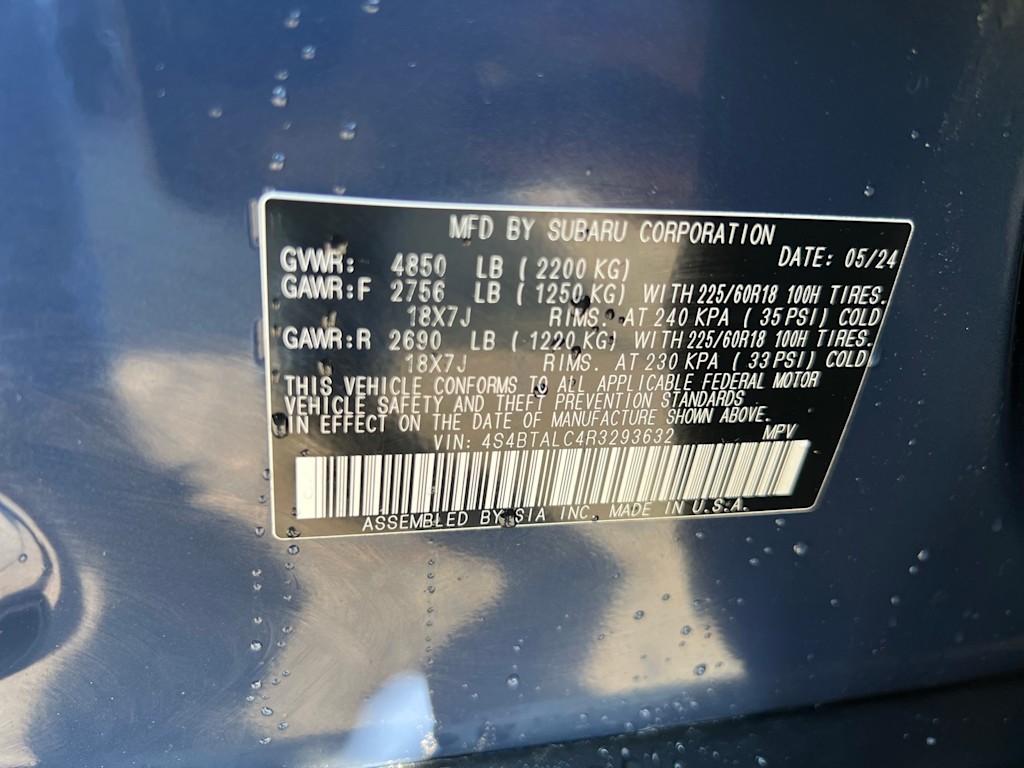 MFD BY SUBARU CORPORATION
DATE: 05/24
GVWR: 4850 LB (2200 KG)
GAWR:F 2756 LB (1250 KG) WITH 225/60R18 100H TIRES.
18X7J RIMS. AT 240 KPA (35 PSI) COLD
GAWR:R 2690 LB (1220 KG) WITH 225/60R18 100H TIRES.
18X7J RIMS. AT 230 KPA (33 PSI) COLD
THIS VEHICLE CONFORMS TO ALL APPLICABLE FEDERAL MOTOR
VEHICLE SAFETY AND THEFT PREVENTION STANDARDS
IN EFFECT ON THE DATE OF MANUFACTURE SHOWN ABOVE.
VIN: 4S4BTALC4R3293632 MPV
ASSEMBLED BY SIA INC. MADE IN U.S.A.